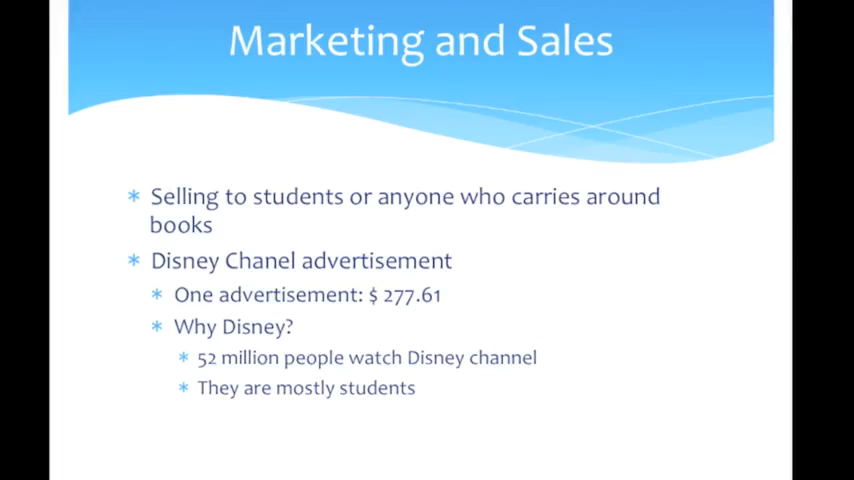 Marketing and Sales
* Selling to students or anyone who carries around
books
* Disney Chanel advertisement
* One advertisement: $ 277.61
* Why Disney?
* 52 million people watch Disney channel
* They are mostly students